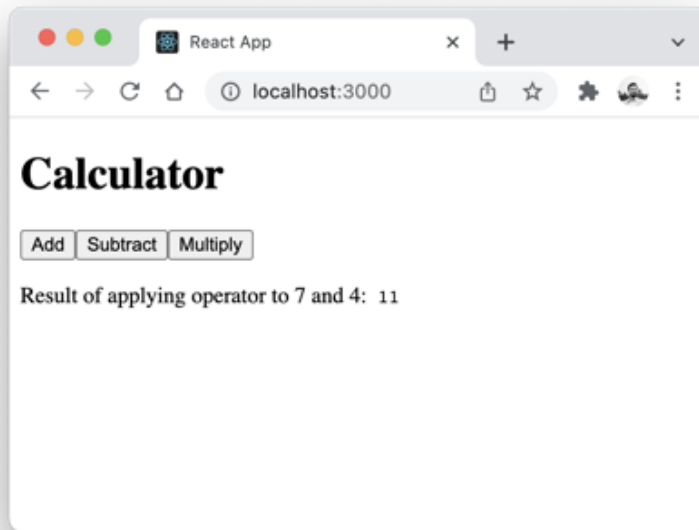 React App
localhost:3000
Calculator
Add Subtract Multiply
Result of applying operator to 7 and 4: 11